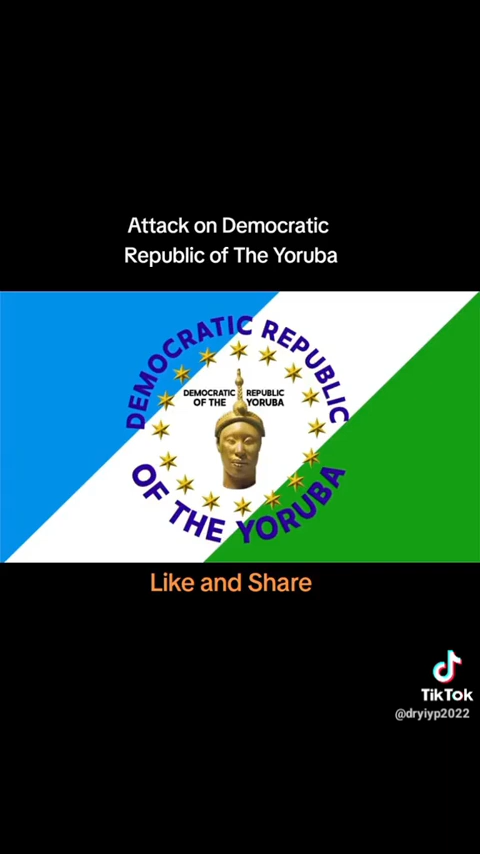 Attack on Democratic
Republic of The Yoruba
DEMOCRATIC REPUBLIC
DEMOCRATIC REPUBLIC
OF THE YORUBA
OF THE YORUBA
Like and Share
TikTok
@dryiyp2022